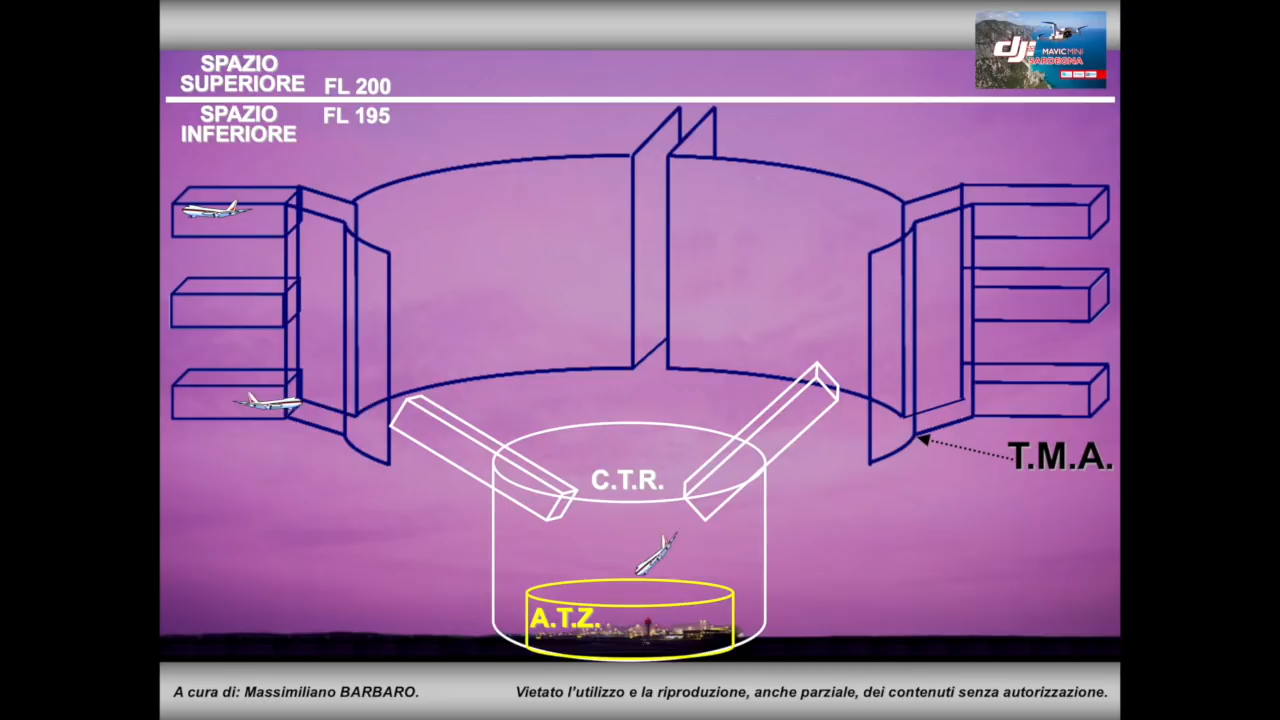 SPAZIO
SUPERIORE
FL 200
SPAZIO
INFERIORE
FL 195
dji
MAVIC MINI
SARDEGNA
T.M.A.
C.T.R.
A.T.Z.
A cura di: Massimiliano BARBARO.
Vietato l'utilizzo e la riproduzione, anche parziale, dei contenuti senza autorizzazione.